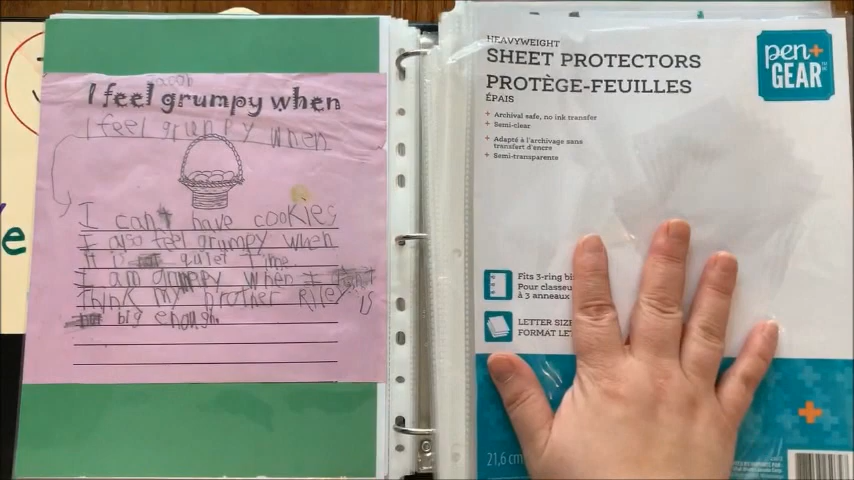 Jacob
I feel grumpy when
I feel grumpy when
I can't have cookies
I also feel grumpy when
It is quiet time.
I am grumpy when I
think my brother Riley is
big enough.
HEAVYWEIGHT
SHEET PROTECTORS
PROTÈGE-FEUILLES
ÉPAIS
+ Archival safe, no ink transfer
+ Semi-clear
+ Adapté à l'archivage sans
transfert d'encre
+ Semi-transparente
pen+
GEAR
Fits 3-ring bi
Pour classeu
à 3 anneaux
LETTER SIZE
FORMAT LET
21,6 cm
e